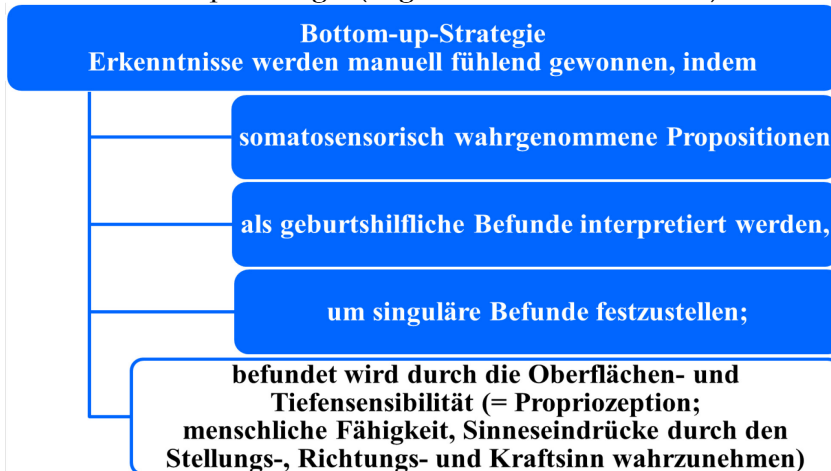 Bottom-up-Strategie
Erkenntnisse werden manuell fühlend gewonnen, indem
somatosensorisch wahrgenommene Propositionen
als geburtshilfliche Befunde interpretiert werden,
um singuläre Befunde festzustellen;
befundet wird durch die Oberflächen- und
Tiefensensibilität (= Propriozeption;
menschliche Fähigkeit, Sinneseindrücke durch den
Stellungs-, Richtungs- und Kraftsinn wahrzunehmen)